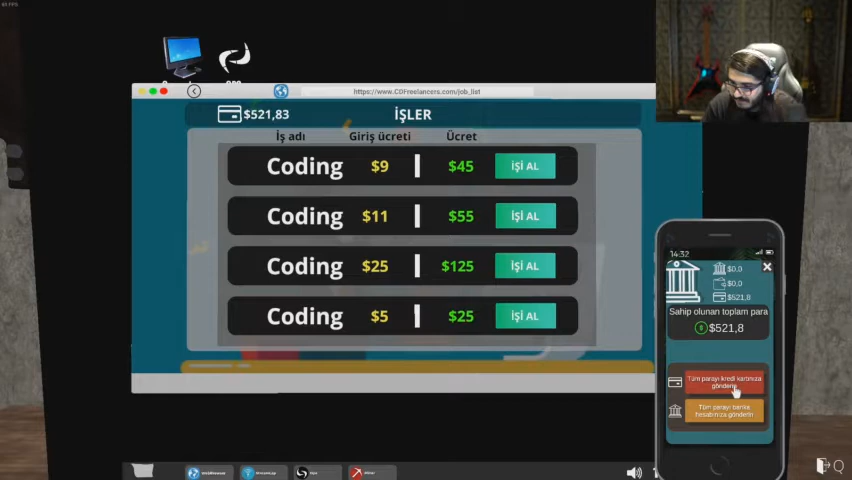 https://www.CDFreelancers.com/job_list
$521,83
İŞLER
İş adı
Giriş ücreti
Ücret
Coding $9 $45 İŞİ AL
Coding $11 $55 İŞİ AL
Coding $25 $125 İŞİ AL
Coding $5 $25 İŞİ AL
14:32
$0,0
$0,0
$521,8
Sahip olunan toplam para
$521,8
Tüm parayı kredi kartınıza
gönderin
Tüm parayı banka
hesabınıza gönderin
Q